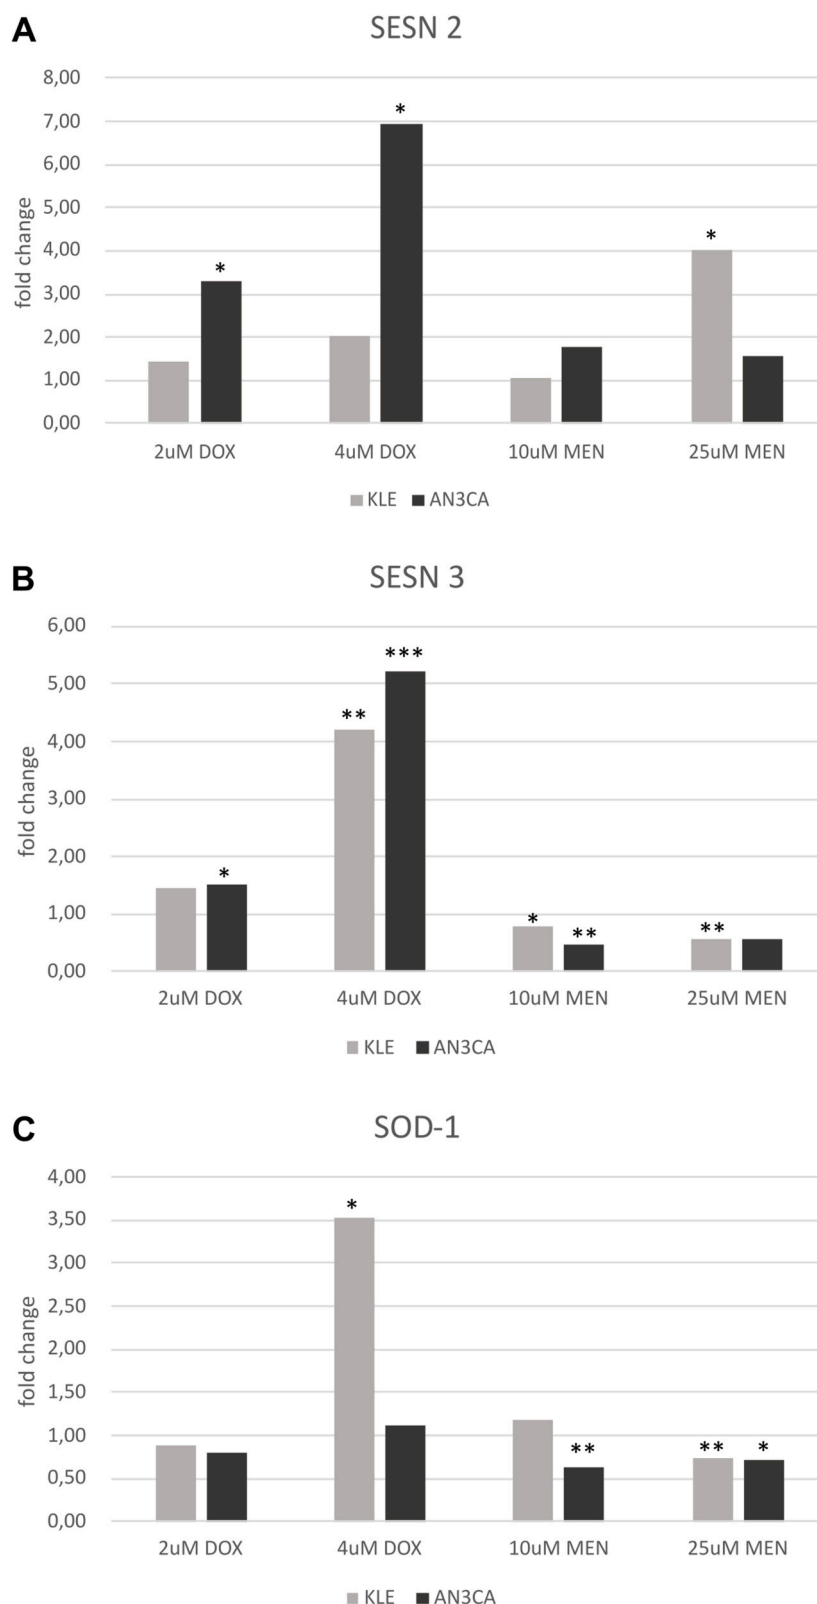 A
SESN 2
fold change
8,00
7,00
6,00
5,00
4,00
3,00
2,00
1,00
0,00
*
*
*
2uM DOX 4uM DOX 10uM MEN 25uM MEN
KLE AN3CA
B
SESN 3
fold change
6,00
5,00
4,00
3,00
2,00
1,00
0,00
*
** ***
* **
**
2uM DOX 4uM DOX 10uM MEN 25uM MEN
KLE AN3CA
C
SOD-1
fold change
4,00
3,50
3,00
2,50
2,00
1,50
1,00
0,50
0,00
*
**
** *
2uM DOX 4uM DOX 10uM MEN 25uM MEN
KLE AN3CA